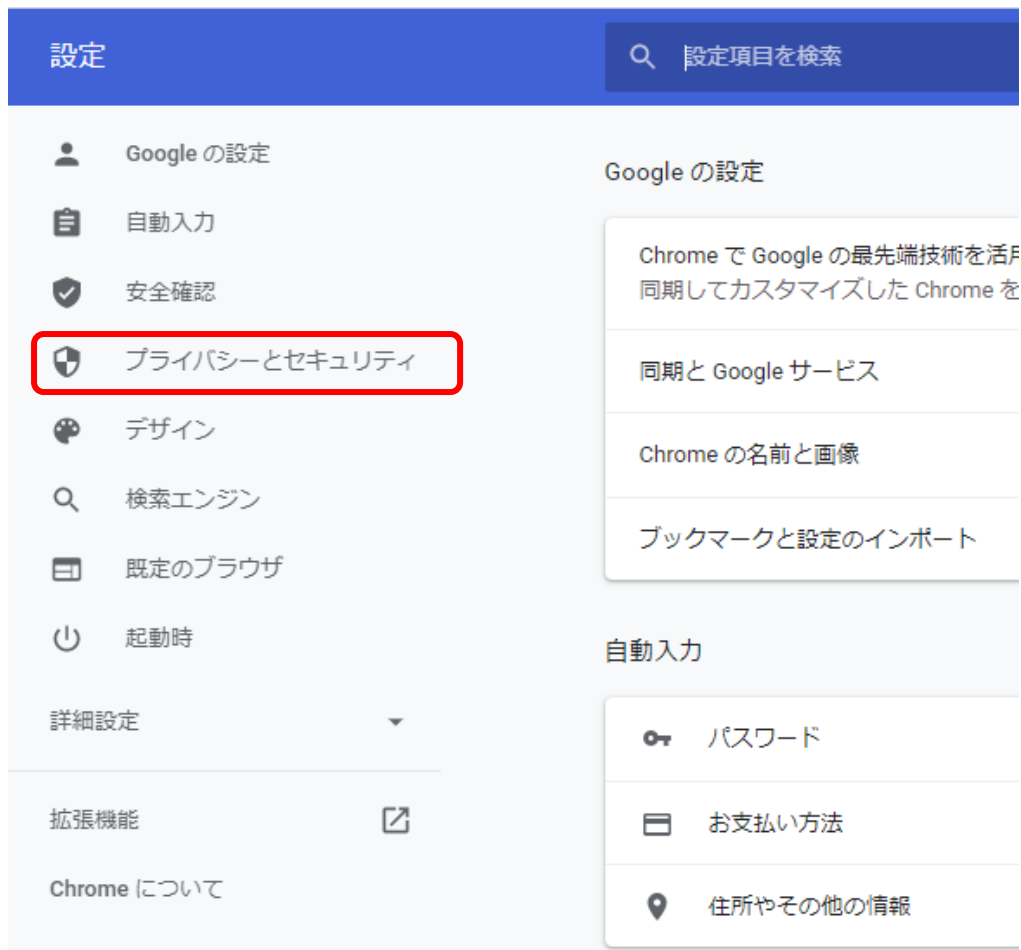 設定
設定項目を検索
Google の設定
自動入力
安全確認
プライバシーとセキュリティ
デザイン
検索エンジン
既定のブラウザ
起動時
詳細設定
拡張機能
Chrome について
Google の設定
Chrome で Google の最先端技術を活用
同期してカスタマイズした Chrome を
同期と Google サービス
Chrome の名前と画像
ブックマークと設定のインポート
自動入力
パスワード
お支払い方法
住所やその他の情報